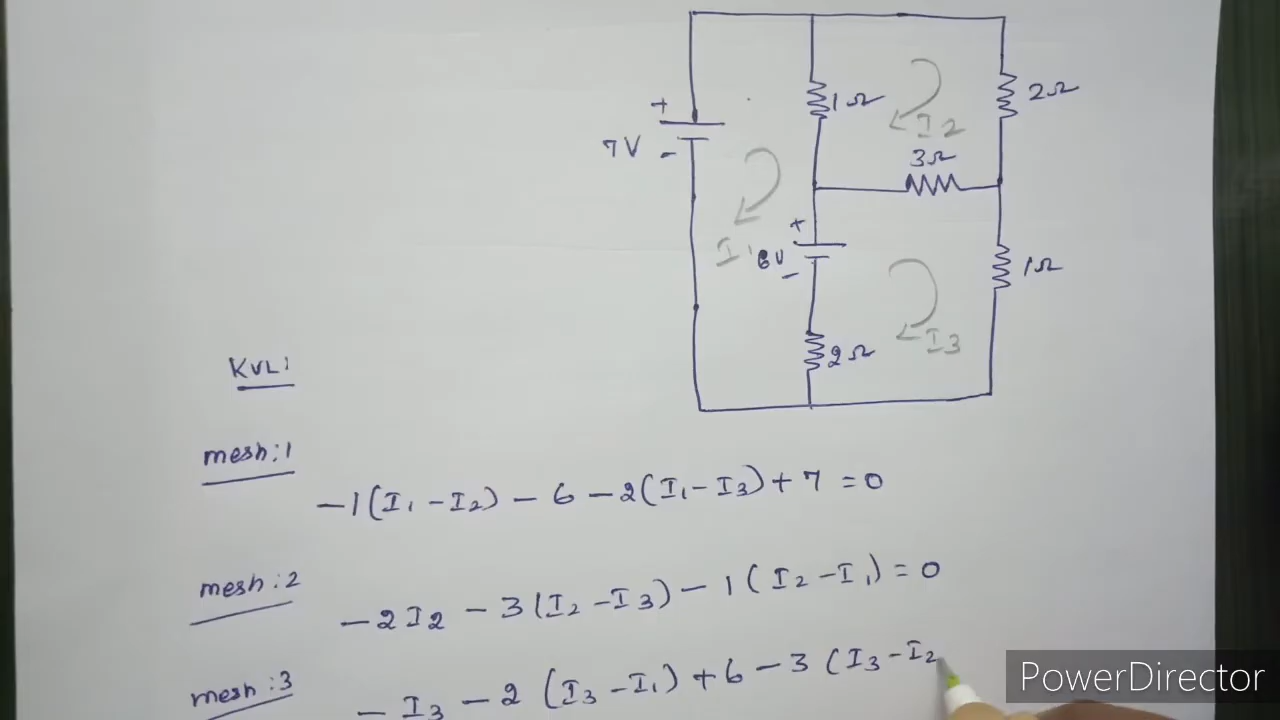 1Ω
2Ω
+
7V
-
I2
3Ω
+
I1
6V
-
1Ω
I3
2Ω
KVL:
mesh:1
-1(I1 - I2) - 6 - 2(I1 - I3) + 7 = 0
mesh:2
-2I2 - 3(I2 - I3) - 1(I2 - I1) = 0
mesh:3
- I3 - 2 (I3 - I1) + 6 - 3 (I3 - I2
PowerDirector